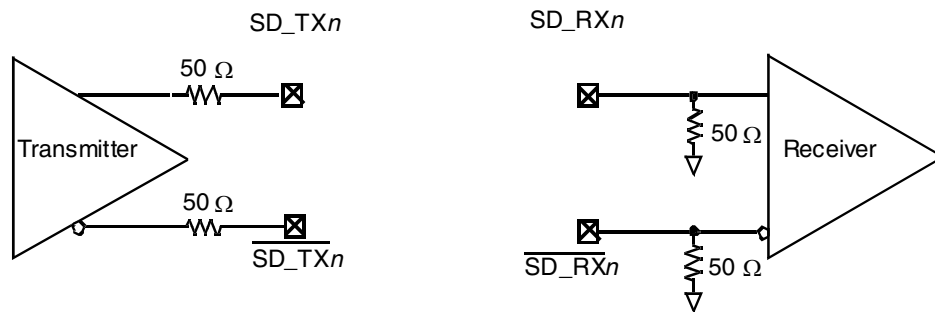 SD_TXn
SD_RXn
50 Ω
Transmitter
50 Ω
SD_TXn
50 Ω
Receiver
SD_RXn
50 Ω